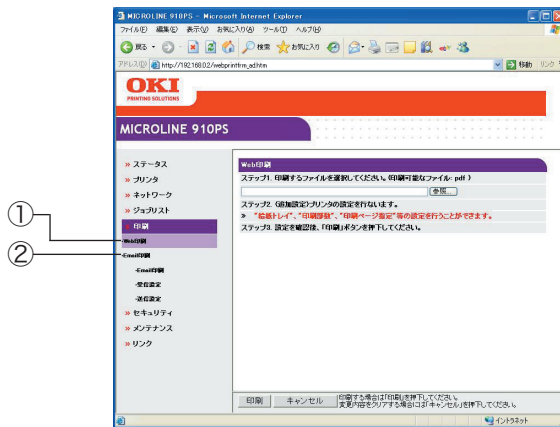 MICROLINE 910PS - Microsoft Internet Explorer
ファイル(F) 編集(E) 表示(V) お気に入り(A) ツール(T) ヘルプ(H)
戻る 検索 お気に入り
アドレス(D) http://192.168.0.2/webprintfrm_ad.htm 移動 リンク
OKI
PRINTING SOLUTIONS
MICROLINE 910PS
» ステータス
» プリンタ
» ネットワーク
» ジョブリスト
» 印刷
① -Web印刷
② -Email印刷
-Email印刷
-受信設定
-送信設定
» セキュリティ
» メンテナンス
» リンク
Web印刷
ステップ1. 印刷するファイルを選択してください。(印刷可能なファイル: pdf )
参照...
ステップ2. (追加設定)プリンタの設定を行ないます。
» "給紙トレイ"、"印刷部数"、"印刷ページ指定"等の設定を行うことができます。
ステップ3. 設定を確認後、「印刷」ボタンを押下してください。
印刷 キャンセル 印刷する場合は「印刷」を押下してください。
変更内容をクリアする場合には「キャンセル」を押下してください。
イントラネット